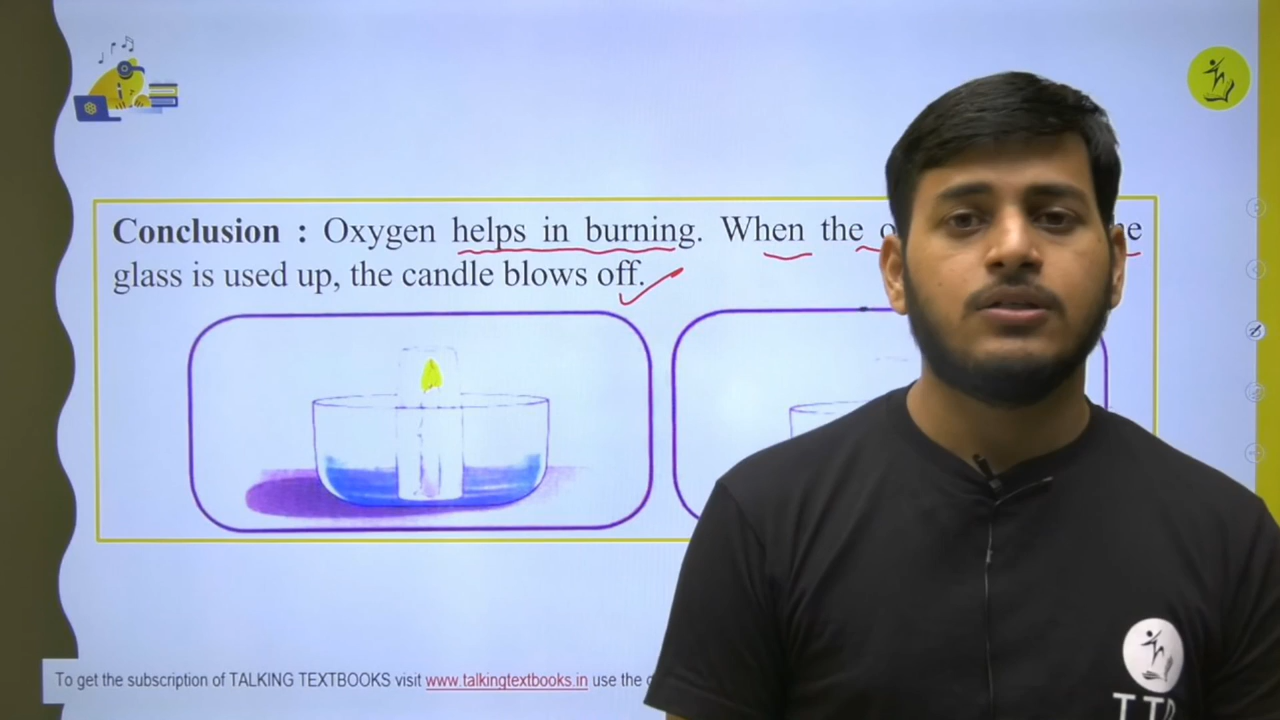 Conclusion : Oxygen helps in burning. When the he
glass is used up, the candle blows off.
To get the subscription of TALKING TEXTBOOKS visit www.talkingtextbooks.in use the